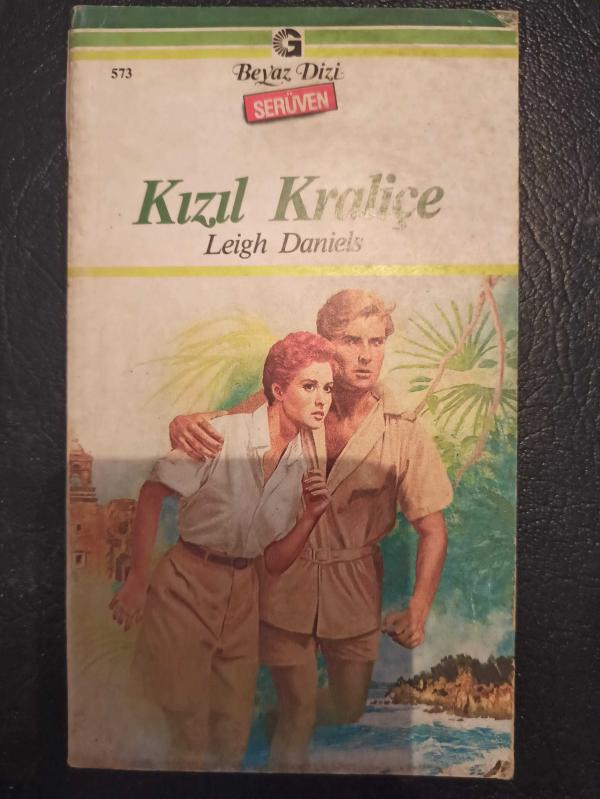 G
573
Beyaz Dizi
SERÜVEN
Kızıl Kraliçe
Leigh Daniels